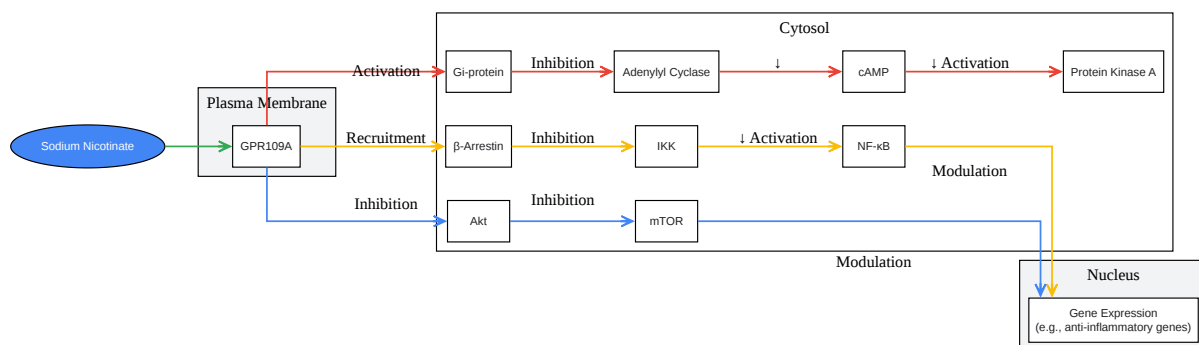 Cytosol
Activation
Gi-protein
Inhibition
Adenylyl Cyclase
↓
cAMP
↓ Activation
Protein Kinase A
Plasma Membrane
Sodium Nicotinate
GPR109A
Recruitment
β-Arrestin
Inhibition
IKK
↓ Activation
NF-κB
Modulation
Inhibition
Akt
Inhibition
mTOR
Modulation
Nucleus
Gene Expression
(e.g., anti-inflammatory genes)